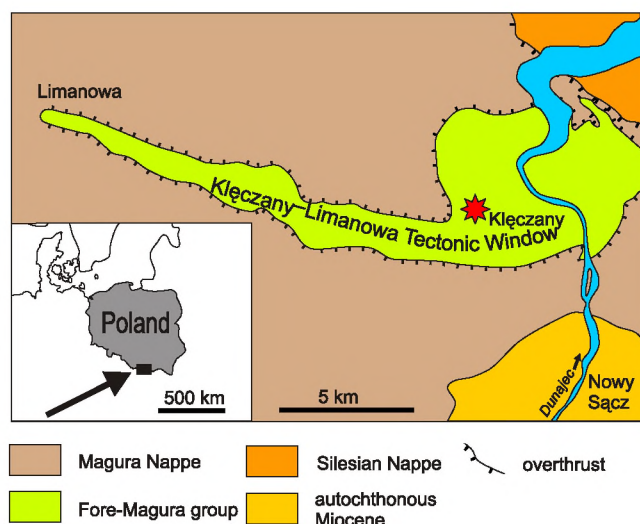 Limanowa
Klęczany–Limanowa Tectonic Window
Klęczany
Poland
500 km
5 km
Dunajec
Nowy
Sącz
Magura Nappe
Silesian Nappe
overthrust
Fore-Magura group
autochthonous
Miocene